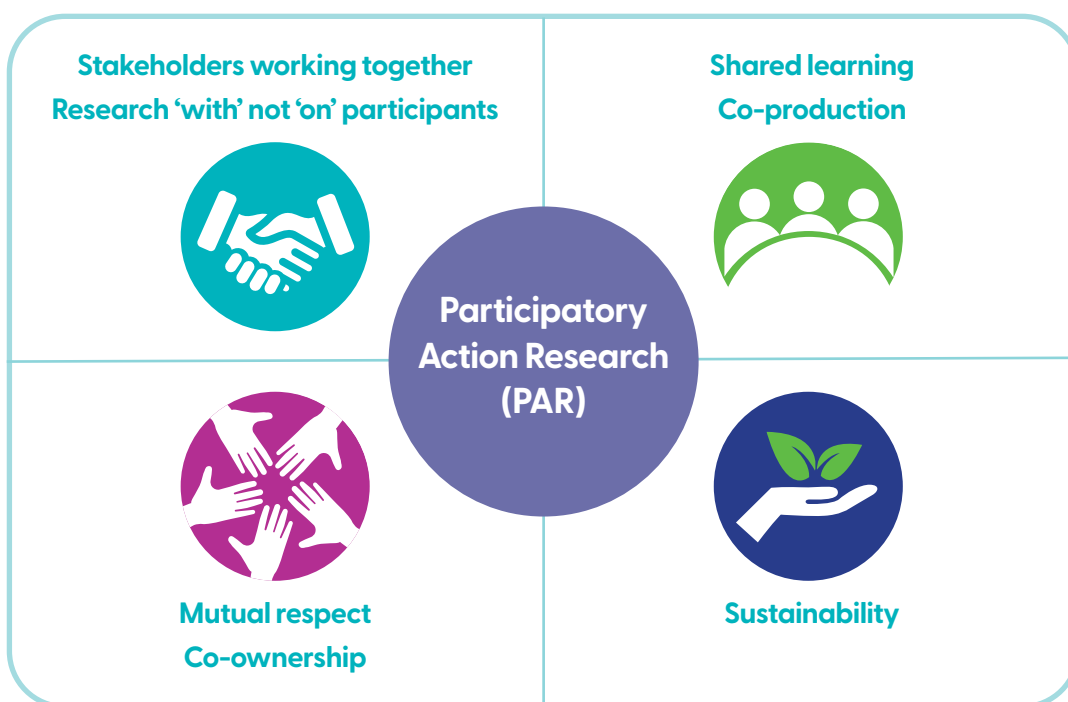 Stakeholders working together
Research ‘with’ not ‘on’ participants
Shared learning
Co-production
Participatory
Action Research
(PAR)
Mutual respect
Co-ownership
Sustainability